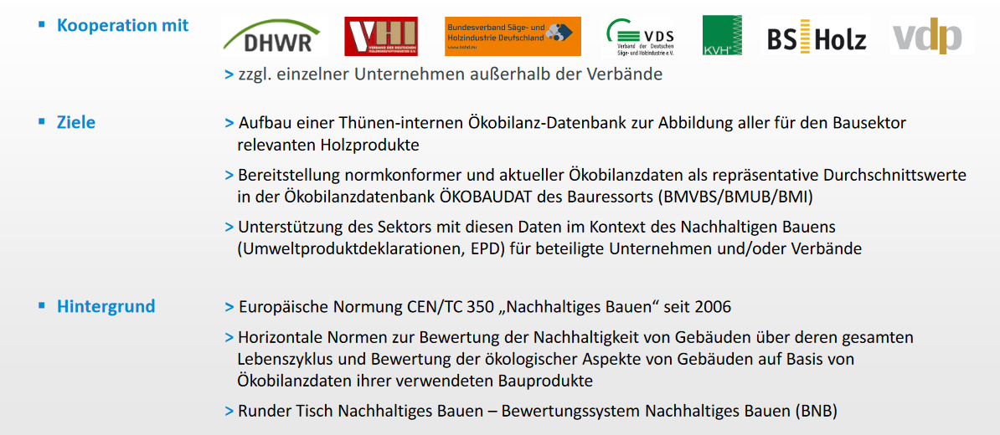 ▪ Kooperation mit
DHWR
VHI
VERBAND DER DEUTSCHEN
HOLZWERKSTOFFINDUSTRIE E.V.
Bundesverband Säge- und
Holzindustrie Deutschland
www.bshd.eu
VDS
Verband der Deutschen
Säge- und Holzindustrie e.V.
KVH®
BS Holz
vdp
> zzgl. einzelner Unternehmen außerhalb der Verbände
▪ Ziele
> Aufbau einer Thünen-internen Ökobilanz-Datenbank zur Abbildung aller für den Bausektor
relevanten Holzprodukte
> Bereitstellung normkonformer und aktueller Ökobilanzdaten als repräsentative Durchschnittswerte
in der Ökobilanzdatenbank ÖKOBAUDAT des Bauressorts (BMVBS/BMUB/BMI)
> Unterstützung des Sektors mit diesen Daten im Kontext des Nachhaltigen Bauens
(Umweltproduktdeklarationen, EPD) für beteiligte Unternehmen und/oder Verbände
▪ Hintergrund
> Europäische Normung CEN/TC 350 „Nachhaltiges Bauen“ seit 2006
> Horizontale Normen zur Bewertung der Nachhaltigkeit von Gebäuden über deren gesamten
Lebenszyklus und Bewertung der ökologischer Aspekte von Gebäuden auf Basis von
Ökobilanzdaten ihrer verwendeten Bauprodukte
> Runder Tisch Nachhaltiges Bauen – Bewertungssystem Nachhaltiges Bauen (BNB)